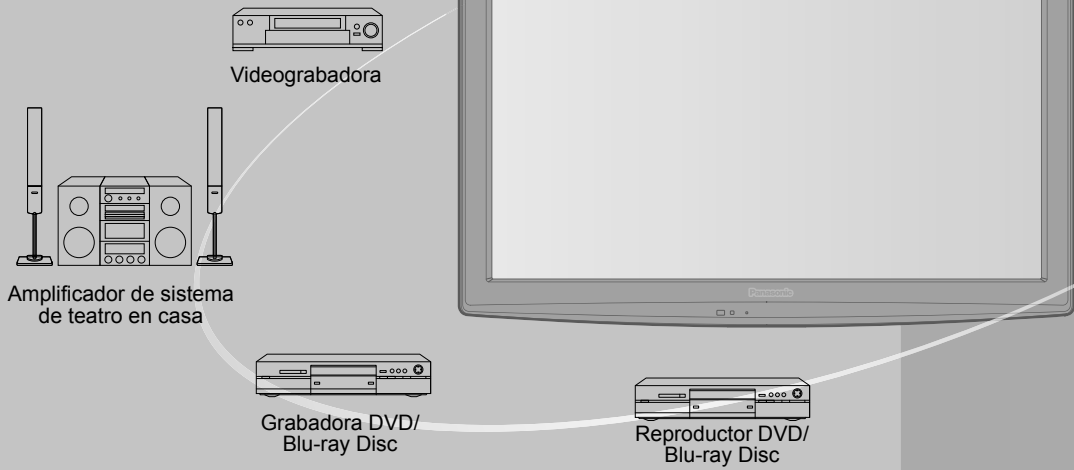 Videograbadora
Amplificador de sistema
de teatro en casa
Panasonic
Grabadora DVD/
Blu-ray Disc
Reproductor DVD/
Blu-ray Disc